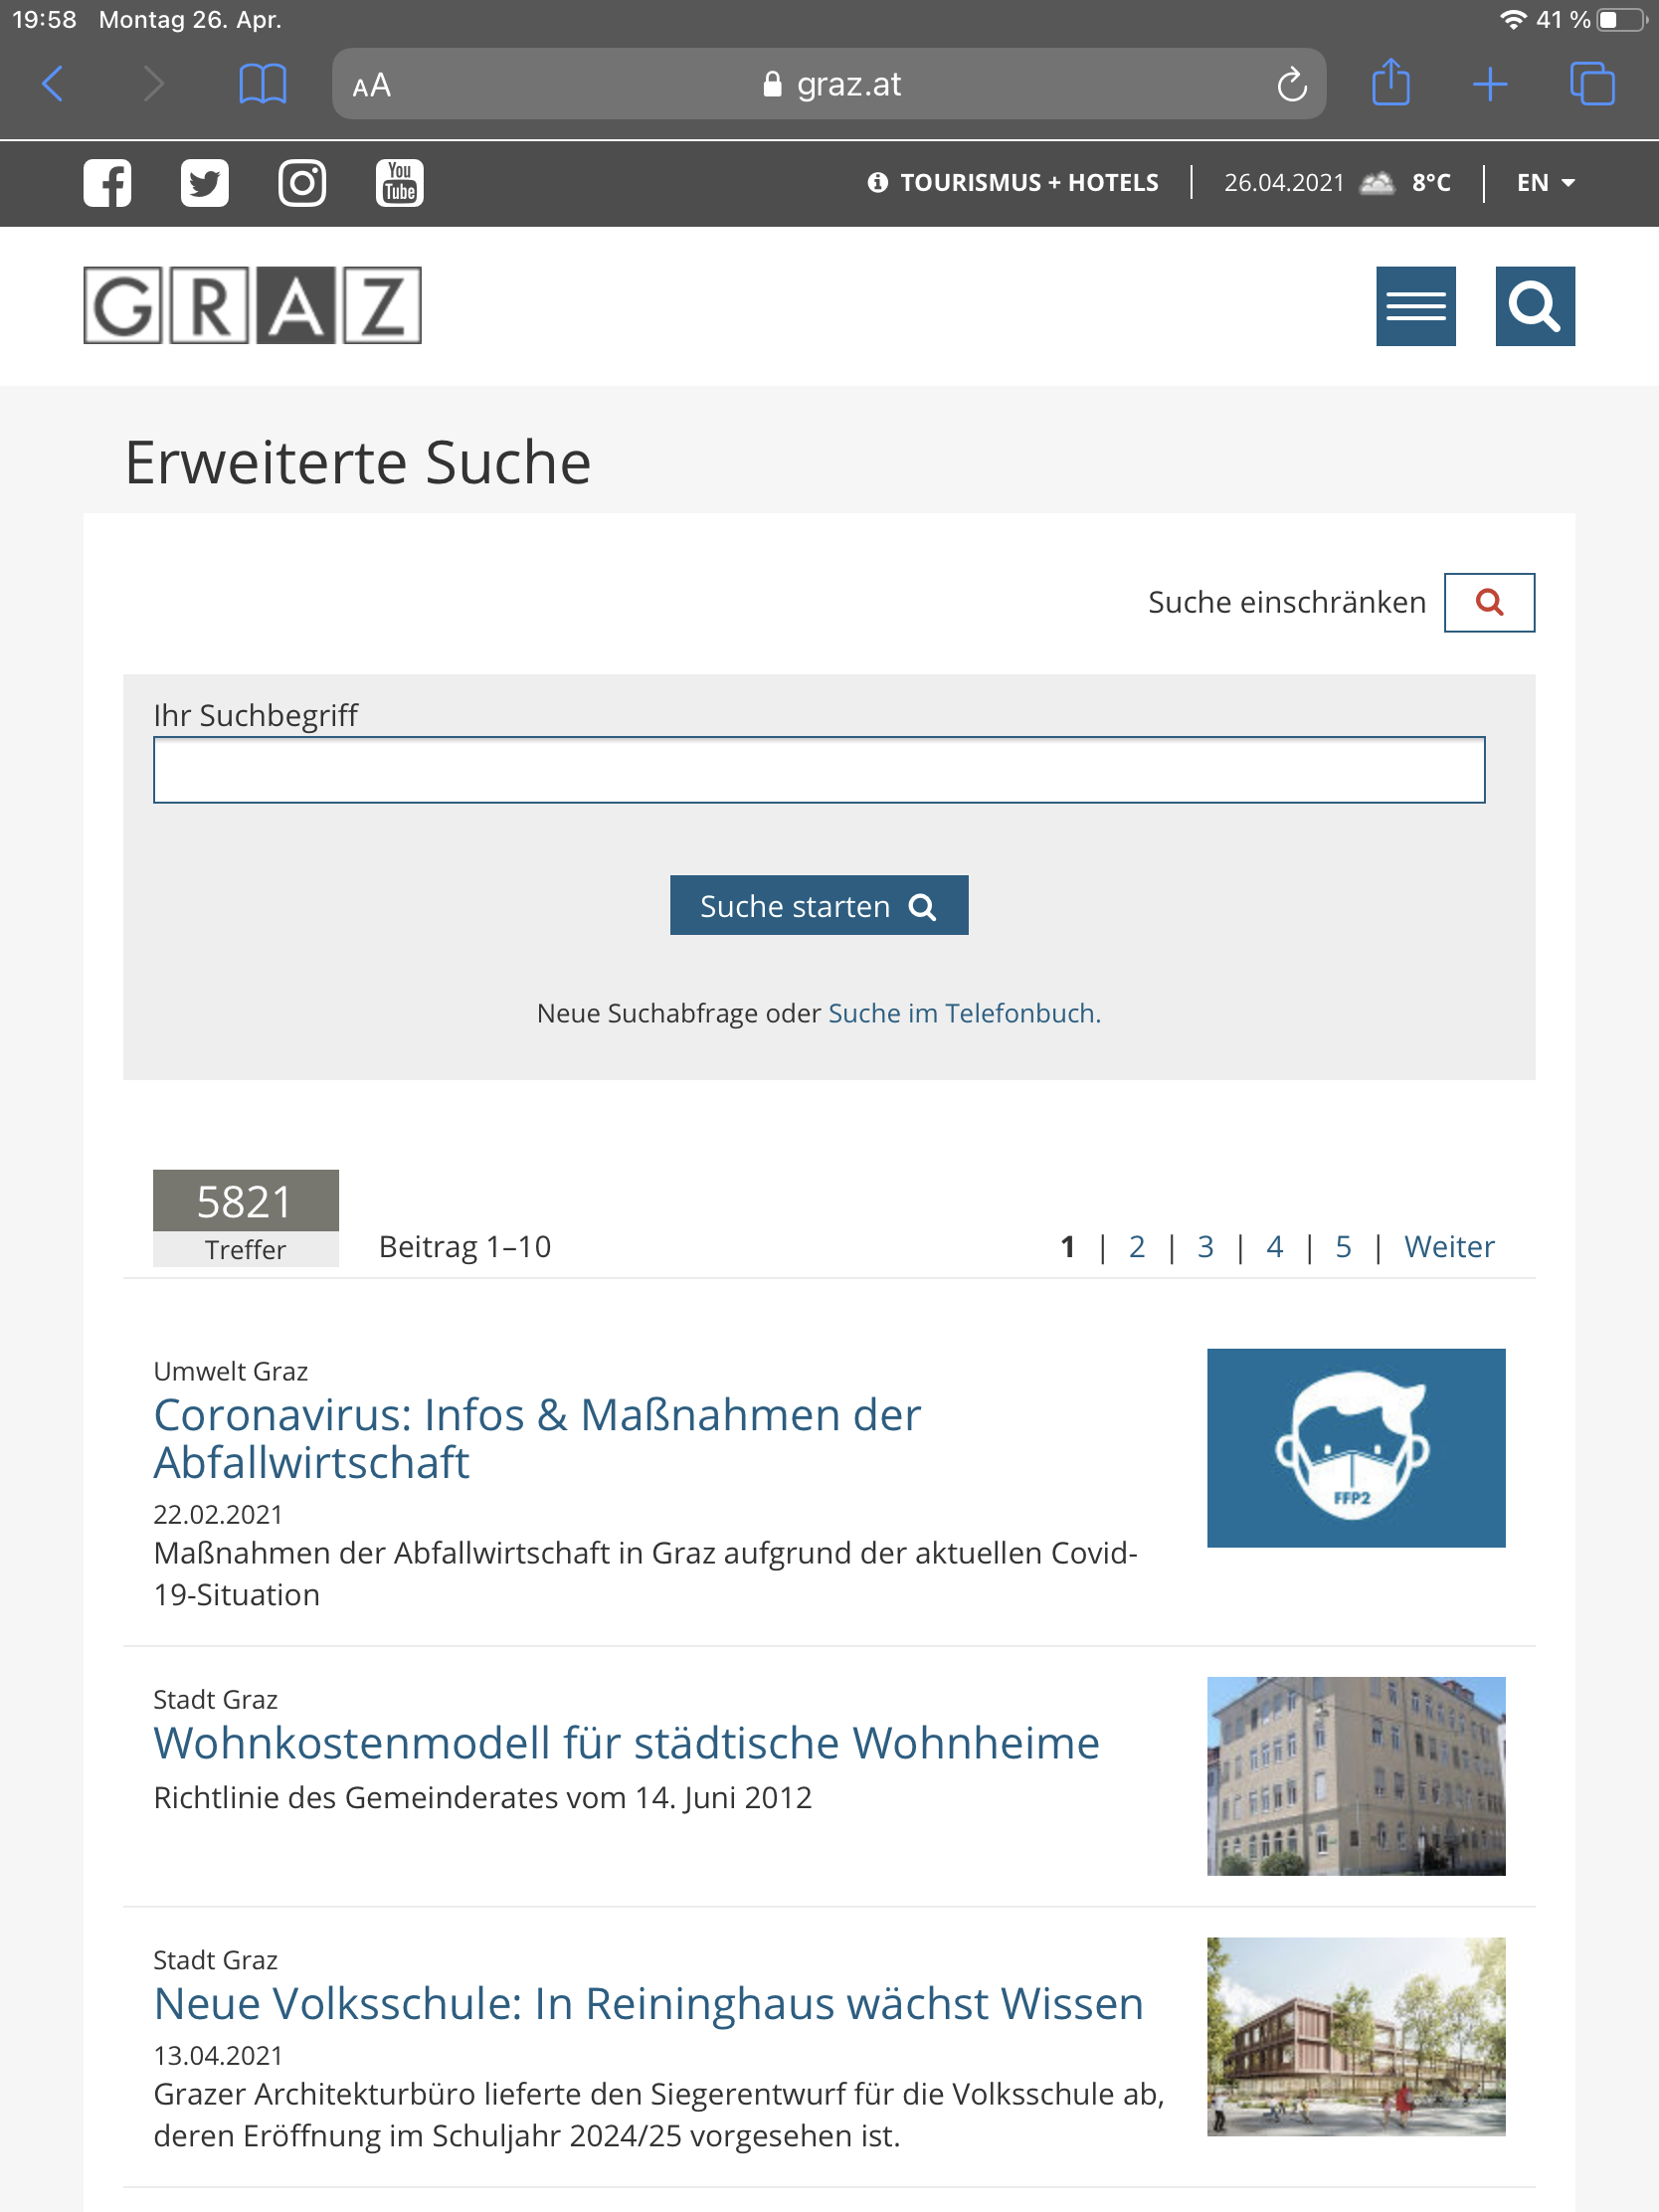 19:58 Montag 26. Apr. 41 %
AA graz.at
You Tube TOURISMUS + HOTELS 26.04.2021 8°C EN
GRAZ
Erweiterte Suche
Suche einschränken
Ihr Suchbegriff
Suche starten
Neue Suchabfrage oder Suche im Telefonbuch.
5821
Treffer
Beitrag 1–10 1 | 2 | 3 | 4 | 5 | Weiter
Umwelt Graz
Coronavirus: Infos & Maßnahmen der
Abfallwirtschaft
22.02.2021
Maßnahmen der Abfallwirtschaft in Graz aufgrund der aktuellen Covid-
19-Situation
FFP2
Stadt Graz
Wohnkostenmodell für städtische Wohnheime
Richtlinie des Gemeinderates vom 14. Juni 2012
Stadt Graz
Neue Volksschule: In Reininghaus wächst Wissen
13.04.2021
Grazer Architekturbüro lieferte den Siegerentwurf für die Volksschule ab,
deren Eröffnung im Schuljahr 2024/25 vorgesehen ist.